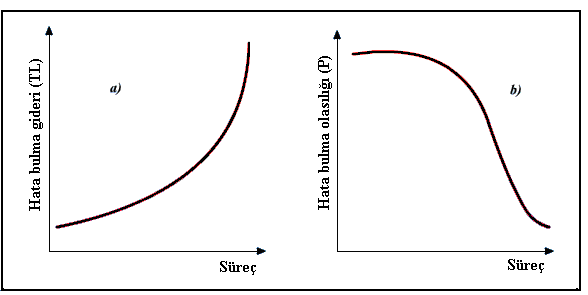 Hata bulma gideri (TL)
a)
Süreç
Hata bulma olasılığı (P)
b)
Süreç